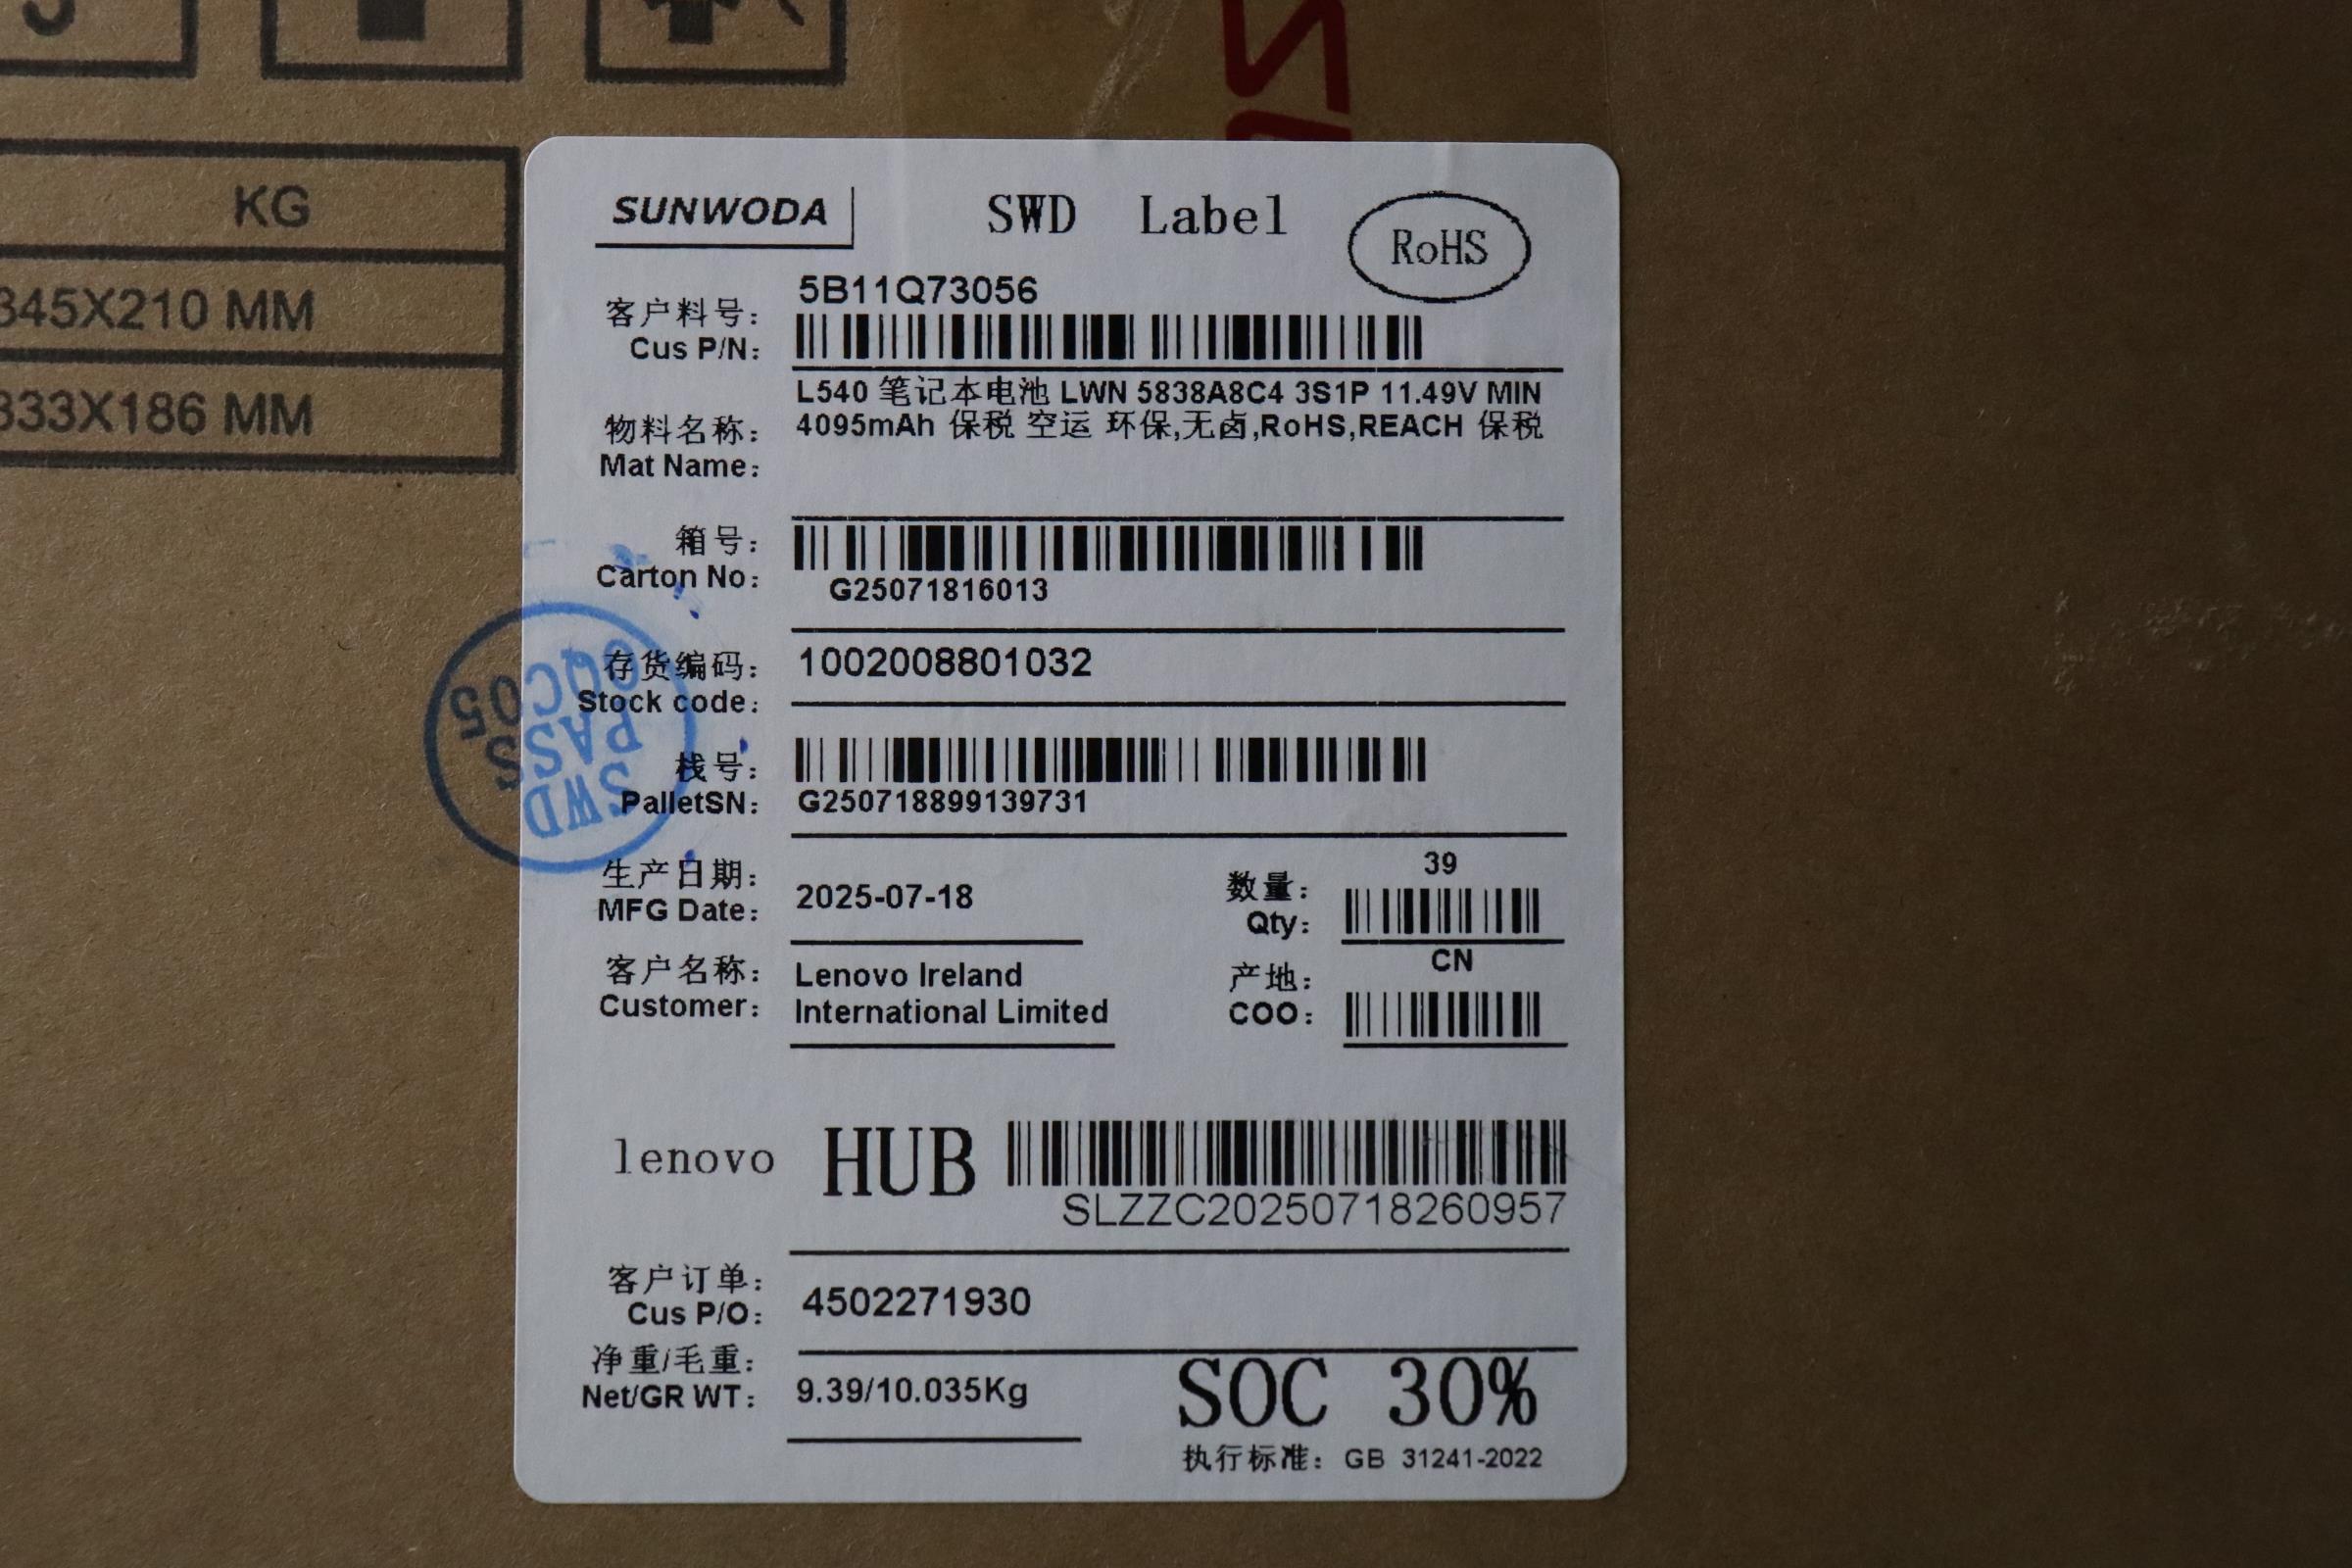 KG
345X210 MM
333X186 MM
SUNWODA
SWD Label
RoHS
客户料号:
Cus P/N:
5B11Q73056
物料名称:
Mat Name:
L540 笔记本电池 LWN 5838A8C4 3S1P 11.49V MIN
4095mAh 保税 空运 环保,无卤,RoHS,REACH 保税
箱号:
Carton No:
G25071816013
存货编码:
Stock code:
1002008801032
栈号:
PalletSN:
G250718899139731
SWD
PASS
OQC05
生产日期:
MFG Date:
2025-07-18
数量:
Qty:
39
客户名称:
Customer:
Lenovo Ireland
International Limited
产地:
COO:
CN
lenovo HUB
SLZZC20250718260957
客户订单:
Cus P/O:
4502271930
净重/毛重:
Net/GR WT:
9.39/10.035Kg
SOC 30%
执行标准: GB 31241-2022